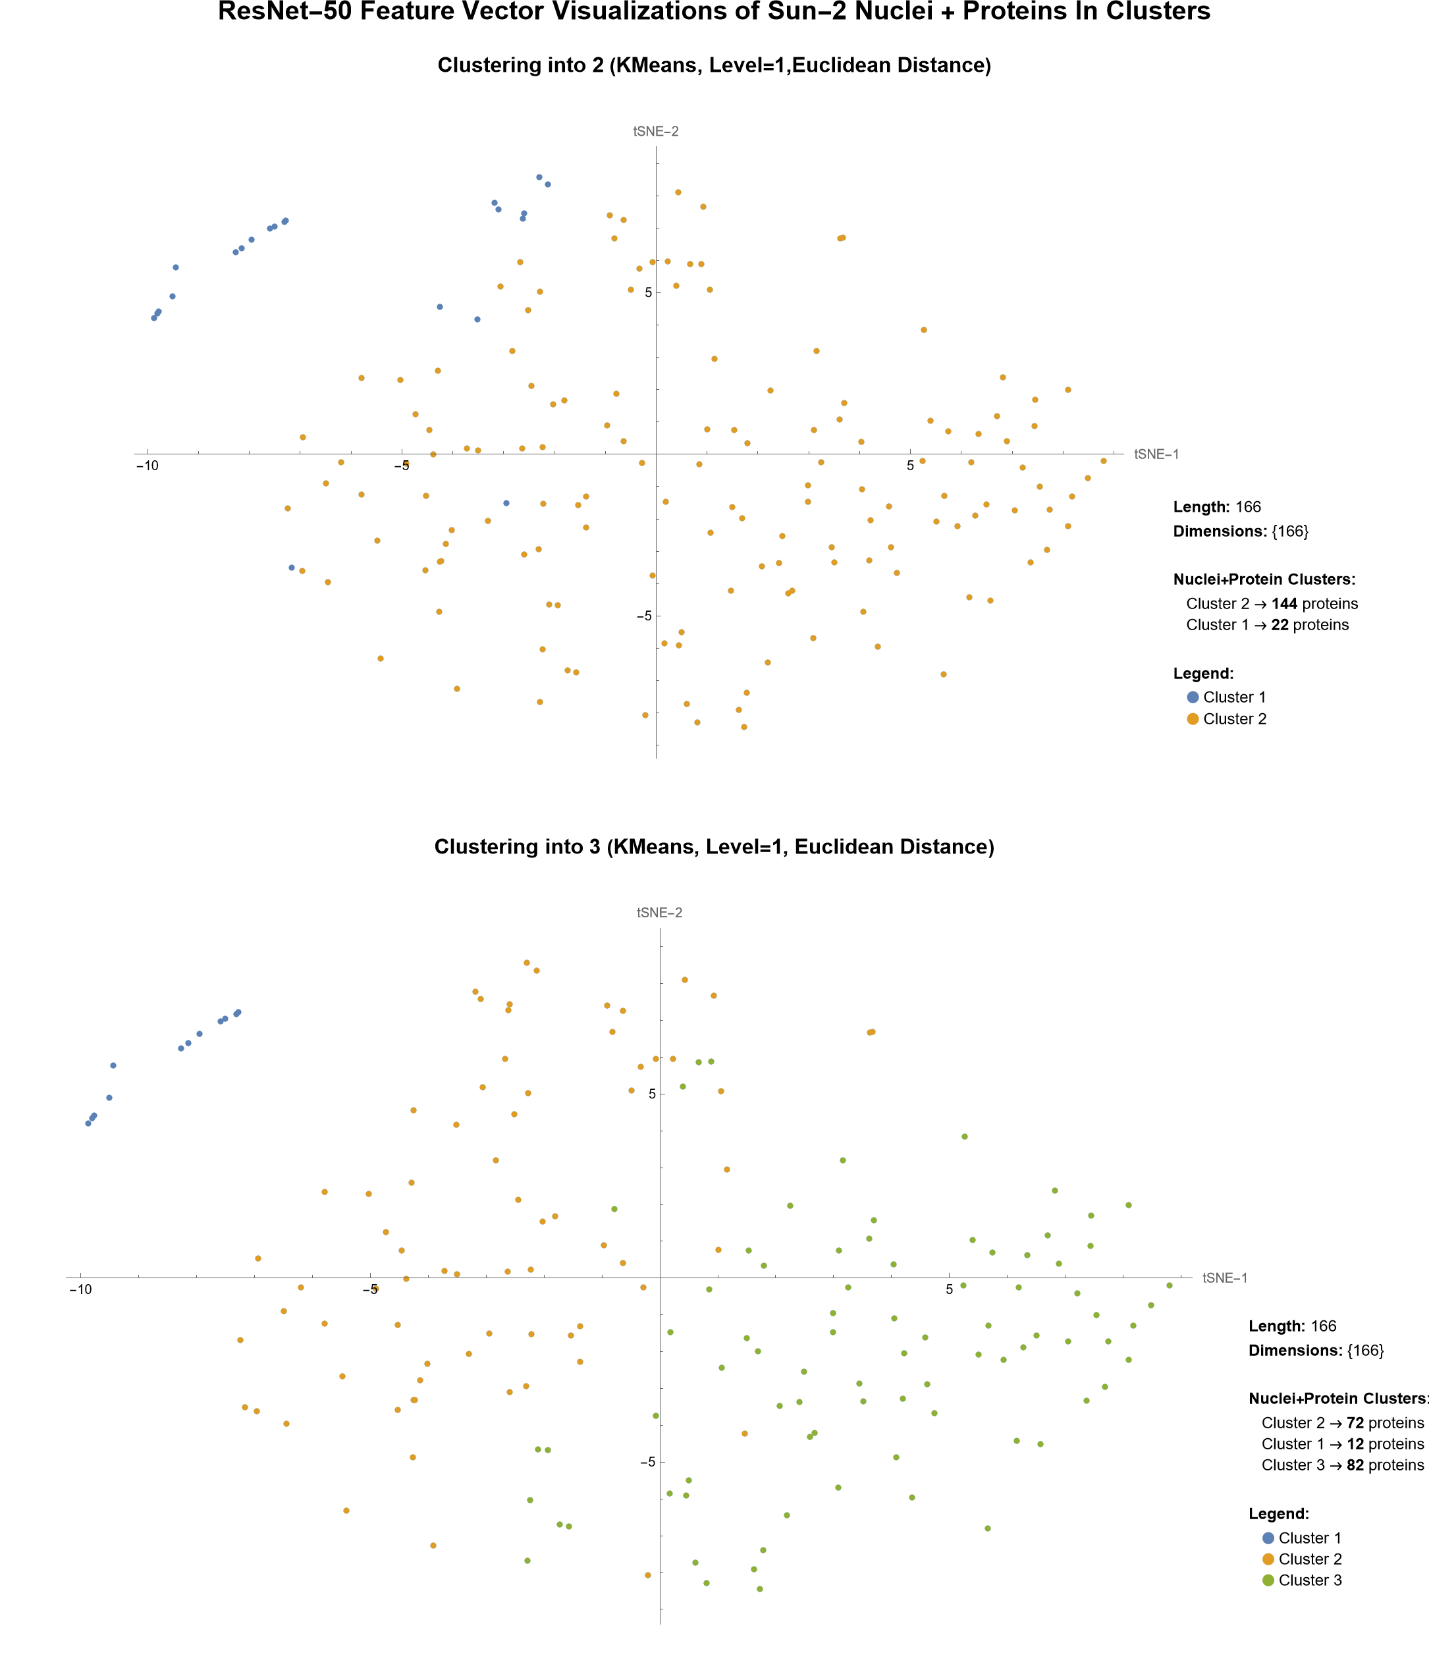 ResNet−50 Feature Vector Visualizations of Sun−2 Nuclei + Proteins In Clusters
Clustering into 2 (KMeans, Level=1,Euclidean Distance)
tSNE−2
5
−10
−5
5
tSNE−1
−5
Length: 166
Dimensions: {166}
Nuclei+Protein Clusters:
Cluster 2 → 144 proteins
Cluster 1 → 22 proteins
Legend:
Cluster 1
Cluster 2
Clustering into 3 (KMeans, Level=1, Euclidean Distance)
tSNE−2
5
−10
−5
5
tSNE−1
−5
Length: 166
Dimensions: {166}
Nuclei+Protein Clusters:
Cluster 2 → 72 proteins
Cluster 1 → 12 proteins
Cluster 3 → 82 proteins
Legend:
Cluster 1
Cluster 2
Cluster 3